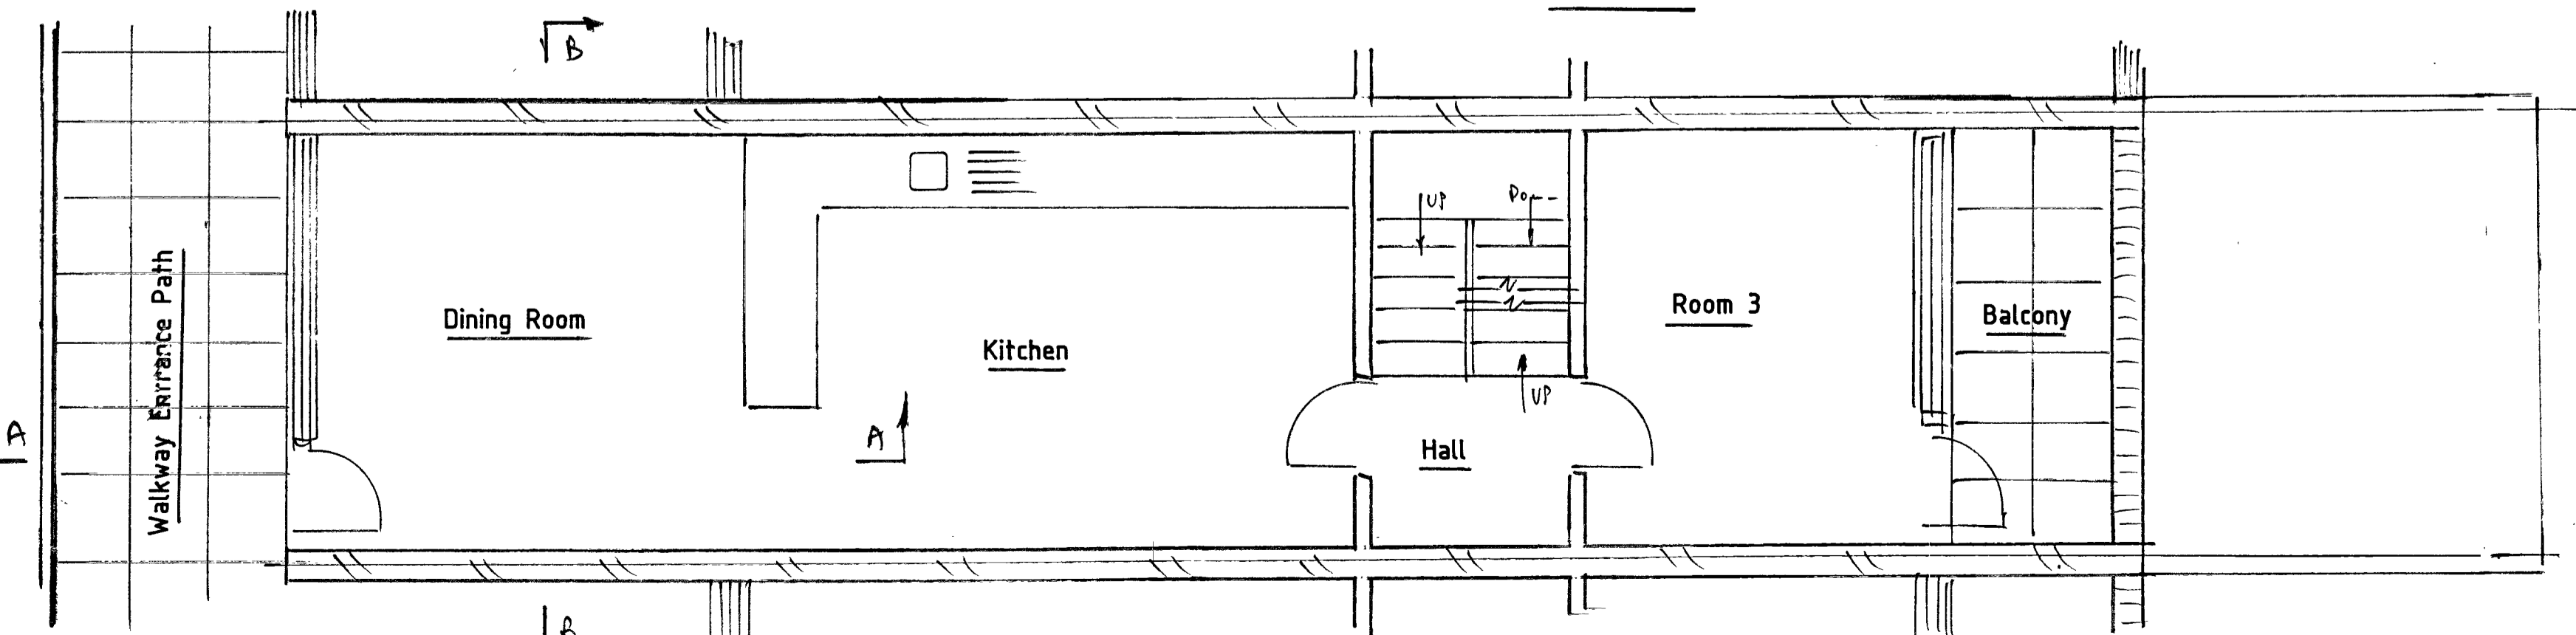 B
UP
Dining Room
Kitchen
Room 3
Balcony
Walkway Entrance Path
UP
A
Hall
A
B